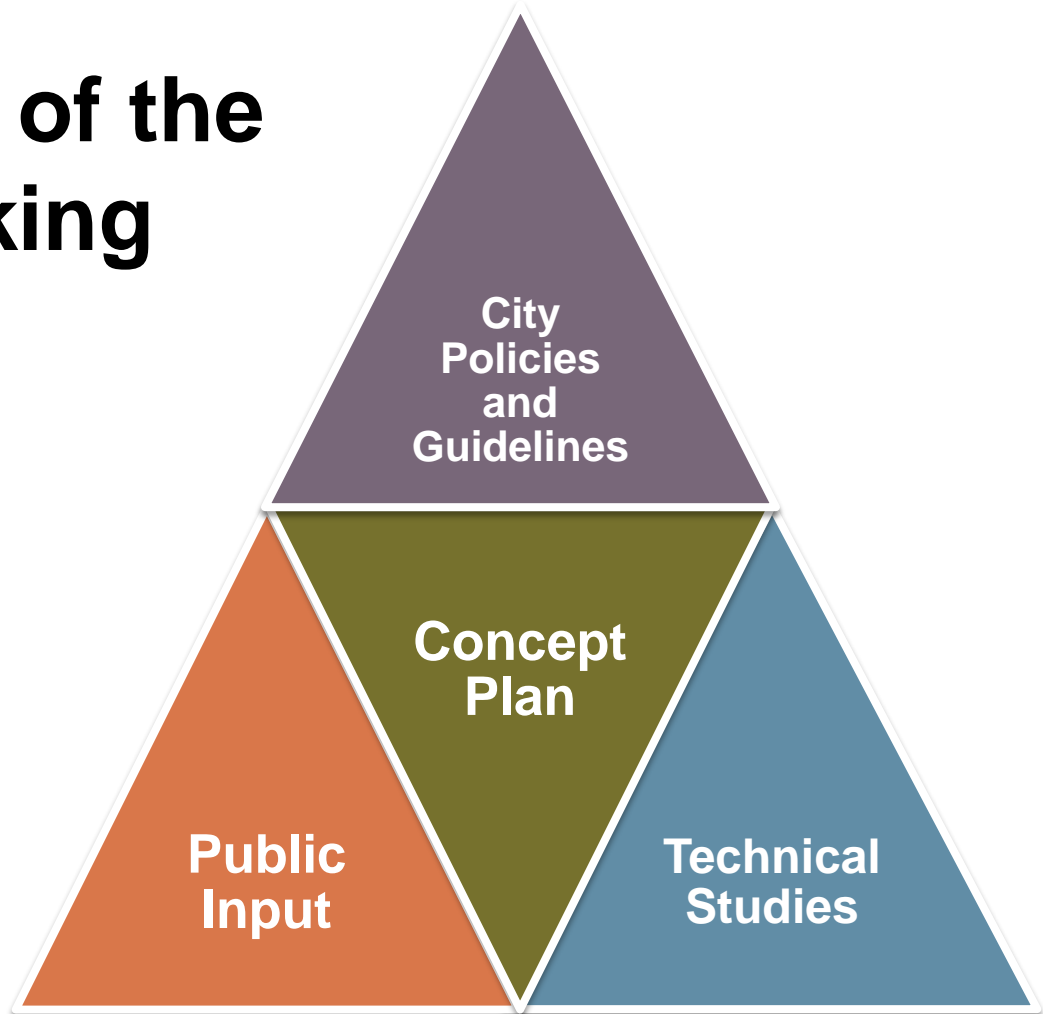 of the
king
City
Policies
and
Guidelines
Concept
Plan
Public
Input
Technical
Studies